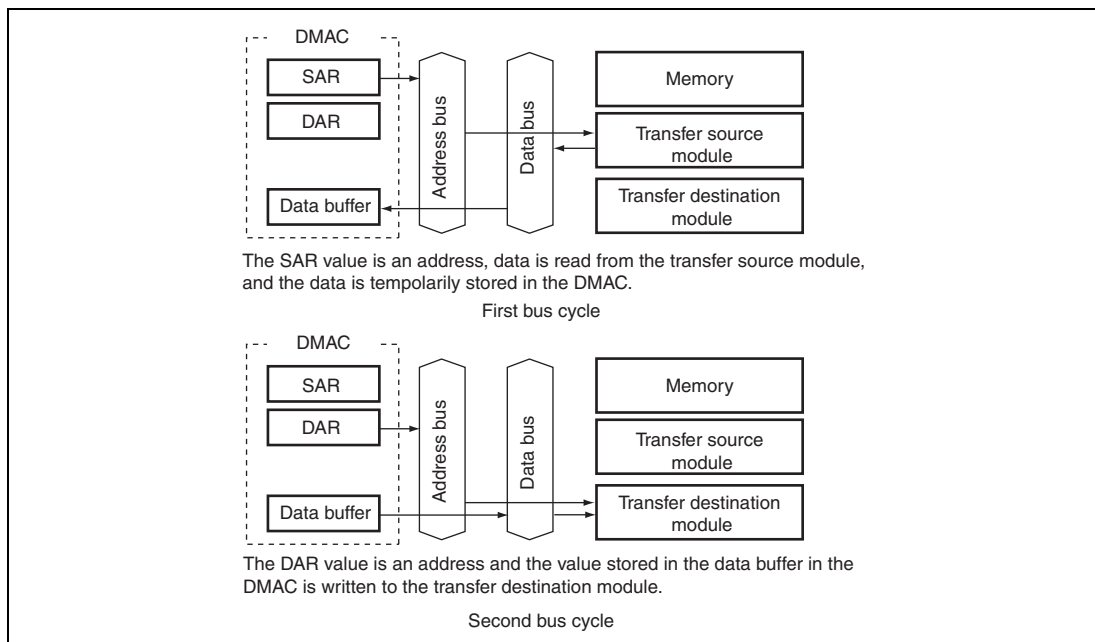 DMAC
SAR
DAR
Data buffer
Address bus
Data bus
Memory
Transfer source
module
Transfer destination
module
The SAR value is an address, data is read from the transfer source module,
and the data is tempolarily stored in the DMAC.
First bus cycle
DMAC
SAR
DAR
Data buffer
Address bus
Data bus
Memory
Transfer source
module
Transfer destination
module
The DAR value is an address and the value stored in the data buffer in the
DMAC is written to the transfer destination module.
Second bus cycle